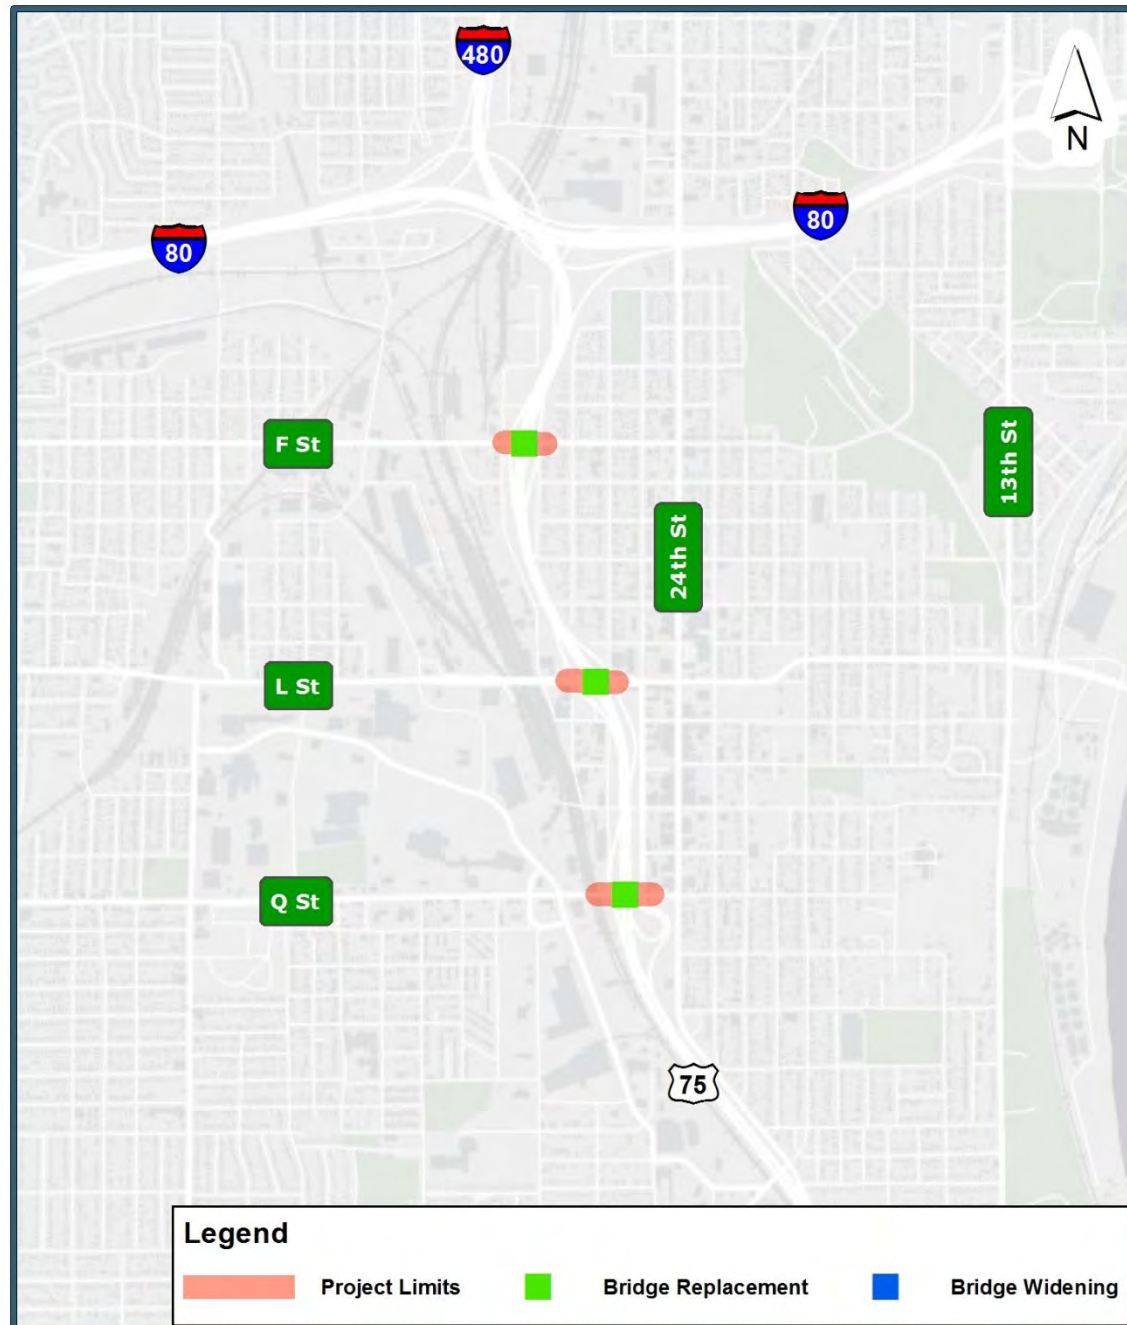 480
N
80
80
F St
13th St
24th St
L St
Q St
75
Legend
Project Limits Bridge Replacement Bridge Widening